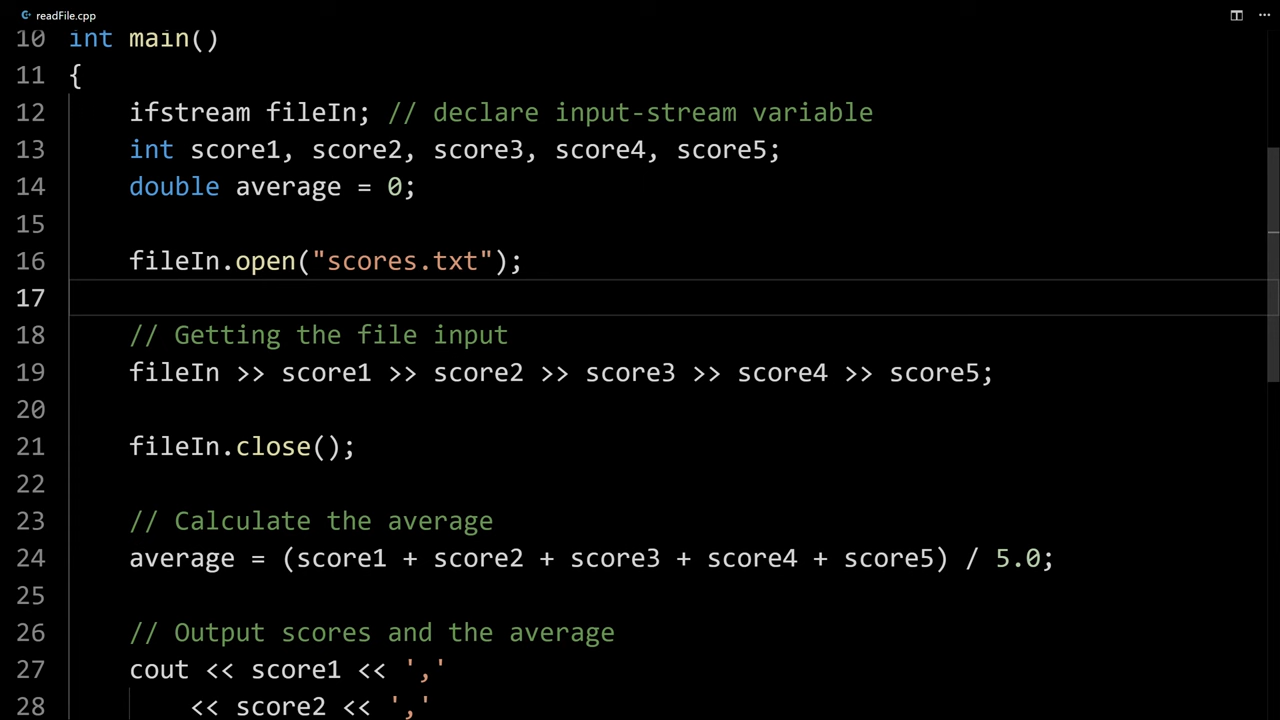 readFile.cpp
10 int main()
11 {
12 ifstream fileIn; // declare input-stream variable
13 int score1, score2, score3, score4, score5;
14 double average = 0;
15
16 fileIn.open("scores.txt");
17
18 // Getting the file input
19 fileIn >> score1 >> score2 >> score3 >> score4 >> score5;
20
21 fileIn.close();
22
23 // Calculate the average
24 average = (score1 + score2 + score3 + score4 + score5) / 5.0;
25
26 // Output scores and the average
27 cout << score1 << ','
28 << score2 << ','